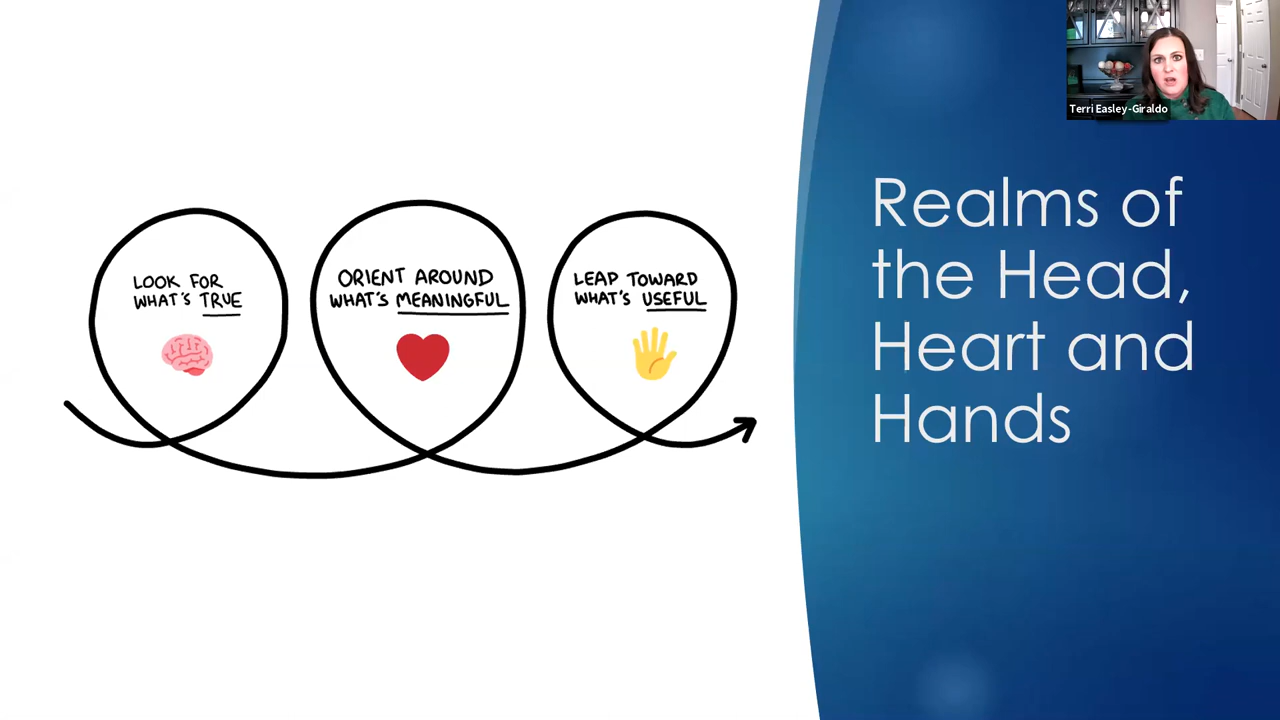 LOOK FOR
WHAT'S TRUE
ORIENT AROUND
WHAT'S MEANINGFUL
LEAP TOWARD
WHAT'S USEFUL
Realms of
the Head,
Heart and
Hands
Terri Easley-Giraldo